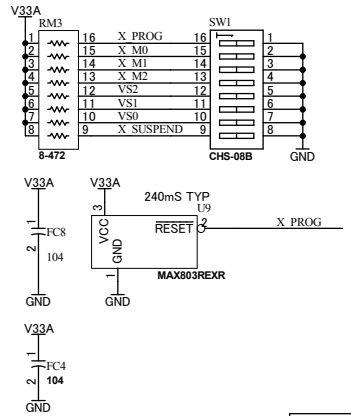 V33A
RM3 SW1
1 16 X_PROG 16 1
2 15 X_M0 15 2
3 14 X_M1 14 3
4 13 X_M2 13 4
5 12 VS2 12 5
6 11 VS1 11 6
7 10 VS0 10 7
8 9 X_SUSPEND 9 8
8-472 CHS-08B GND
V33A V33A
240mS TYP
U9
1 FC8 2 104
3 VCC RESET 2 X_PROG
GND 1
MAX803REXR
GND GND
V33A
1 FC4
2 104
GND